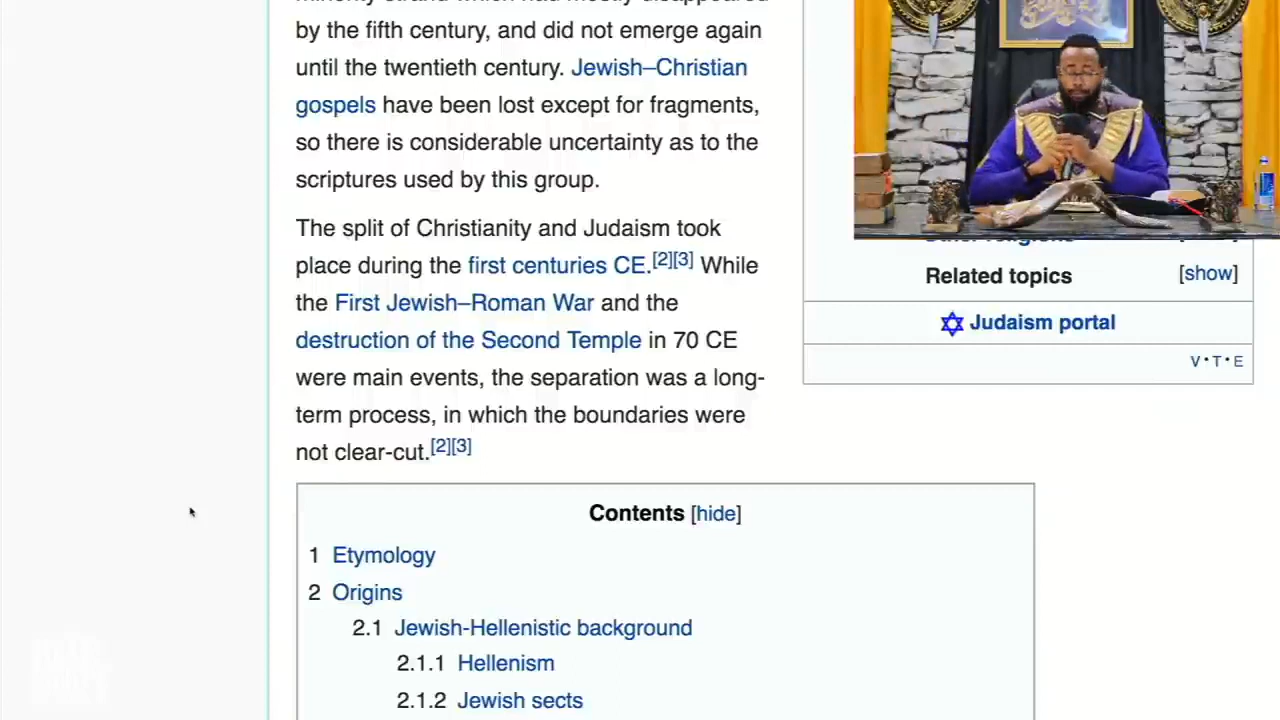 by the fifth century, and did not emerge again
until the twentieth century. Jewish–Christian
gospels have been lost except for fragments,
so there is considerable uncertainty as to the
scriptures used by this group.
The split of Christianity and Judaism took
place during the first centuries CE.[2][3] While
the First Jewish–Roman War and the
destruction of the Second Temple in 70 CE
were main events, the separation was a long-
term process, in which the boundaries were
not clear-cut.[2][3]
Related topics [show]
Judaism portal
V•T•E
Contents [hide]
1 Etymology
2 Origins
2.1 Jewish-Hellenistic background
2.1.1 Hellenism
2.1.2 Jewish sects